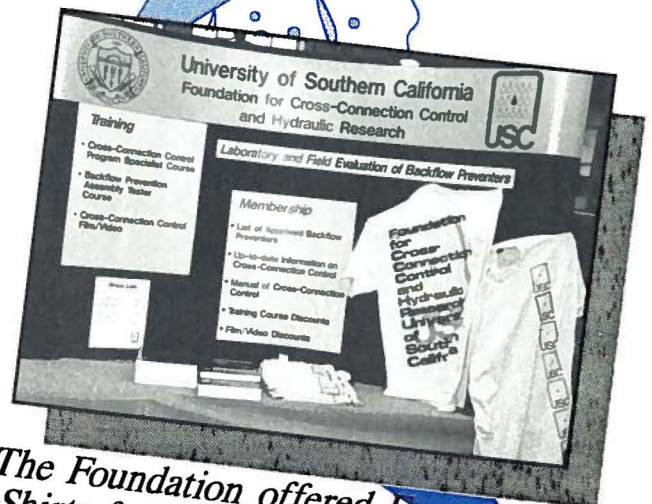 University of Southern California
Foundation for Cross-Connection Control
and Hydraulic Research
USC
Training
• Cross-Connection Control
Program Specialist Course
• Backflow Prevention
Assembly Tester
Course
• Cross-Connection Control
Film/Video
Laboratory and Field Evaluation of Backflow Preventers
Membership
• List of Approved Backflow
Preventers
• Up-to-date Information on
Cross-Connection Control
• Manual of Cross-Connection
Control
• Training Course Discounts
• Film/Video Discounts
Foundation
for
Cross
Connection
Control
and
Hydraulic
Research
Univers
of
South
Califra
The Foundation offered